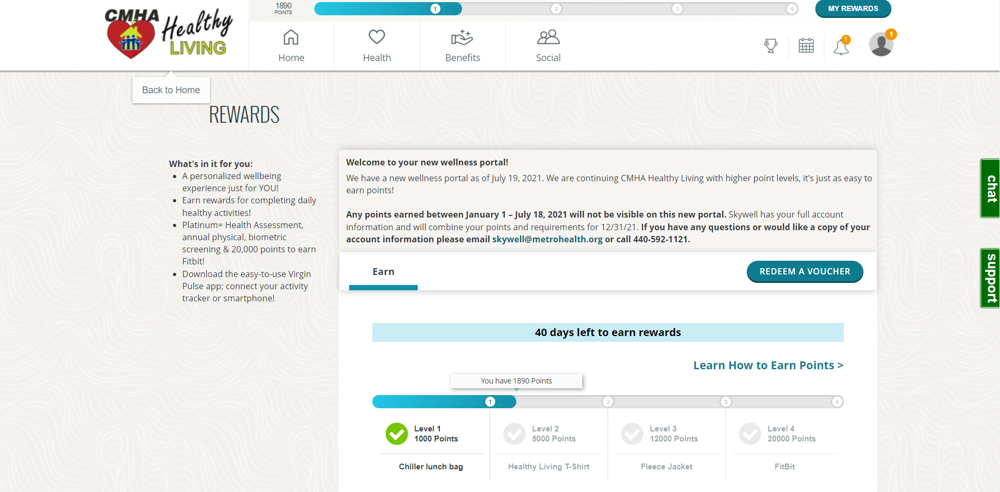 CMHA
Healthy
LIVING
1890
POINTS
1
2
3
4
MY REWARDS
Home
Health
Benefits
Social
1
1
Back to Home
REWARDS
What's in it for you:
A personalized wellbeing
experience just for YOU!
Earn rewards for completing daily
healthy activities!
Platinum= Health Assessment,
annual physical, biometric
screening & 20,000 points to earn
Fitbit!
Download the easy-to-use Virgin
Pulse app; connect your activity
tracker or smartphone!
Welcome to your new wellness portal!
We have a new wellness portal as of July 19, 2021. We are continuing CMHA Healthy Living with higher point levels, it’s just as easy to
earn points!
Any points earned between January 1 – July 18, 2021 will not be visible on this new portal. Skywell has your full account
information and will combine your points and requirements for 12/31/21. If you have any questions or would like a copy of your
account information please email skywell@metrohealth.org or call 440-592-1121.
Earn
REDEEM A VOUCHER
40 days left to earn rewards
Learn How to Earn Points >
You have 1890 Points
1
2
3
4
Level 1
1000 Points
Chiller lunch bag
Level 2
5000 Points
Healthy Living T-Shirt
Level 3
12000 Points
Fleece Jacket
Level 4
20000 Points
FitBit
chat
support